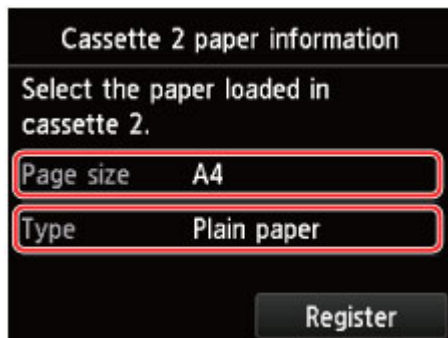 Cassette 2 paper information
Select the paper loaded in
cassette 2.
Page size A4
Type Plain paper
Register